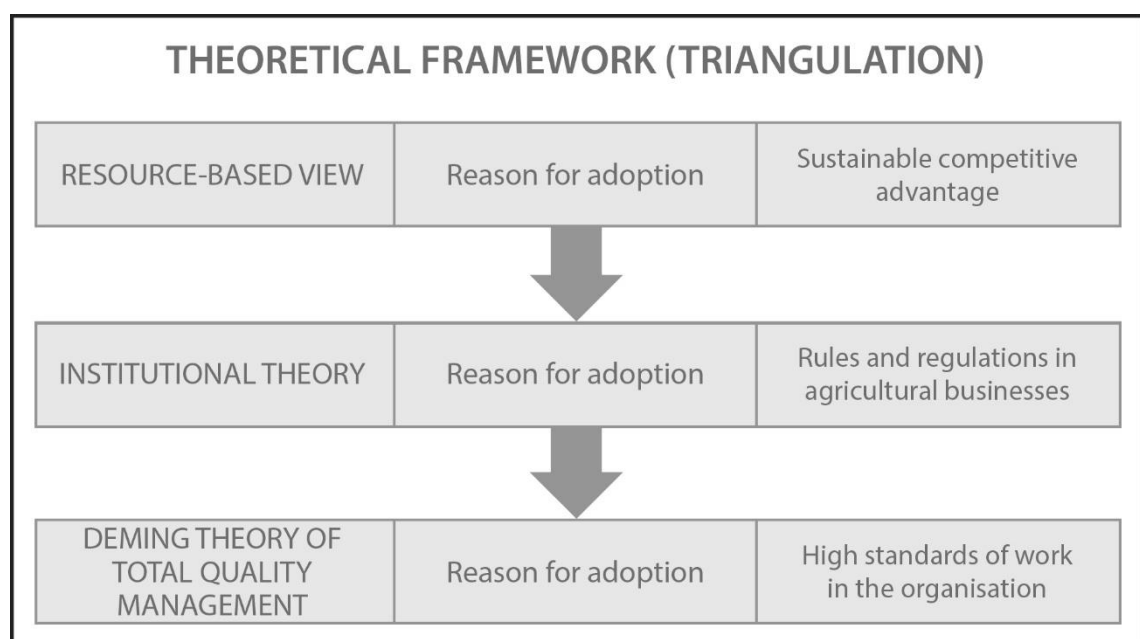 THEORETICAL FRAMEWORK (TRIANGULATION)
RESOURCE-BASED VIEW
Reason for adoption
Sustainable competitive
advantage
INSTITUTIONAL THEORY
Reason for adoption
Rules and regulations in
agricultural businesses
DEMING THEORY OF
TOTAL QUALITY
MANAGEMENT
Reason for adoption
High standards of work
in the organisation